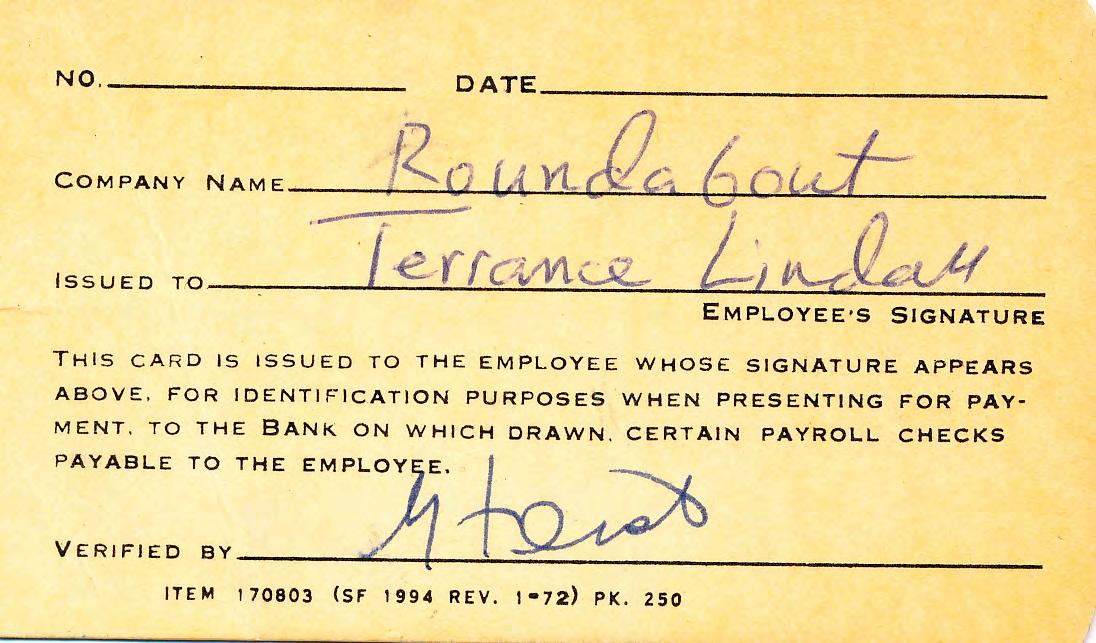 NO. DATE
COMPANY NAME Roundabout
ISSUED TO Terrance Lindall
EMPLOYEE'S SIGNATURE
THIS CARD IS ISSUED TO THE EMPLOYEE WHOSE SIGNATURE APPEARS
ABOVE, FOR IDENTIFICATION PURPOSES WHEN PRESENTING FOR PAY-
MENT, TO THE BANK ON WHICH DRAWN, CERTAIN PAYROLL CHECKS
PAYABLE TO THE EMPLOYEE.
VERIFIED BY
ITEM 170803 (SF 1994 REV. 1-72) PK. 250